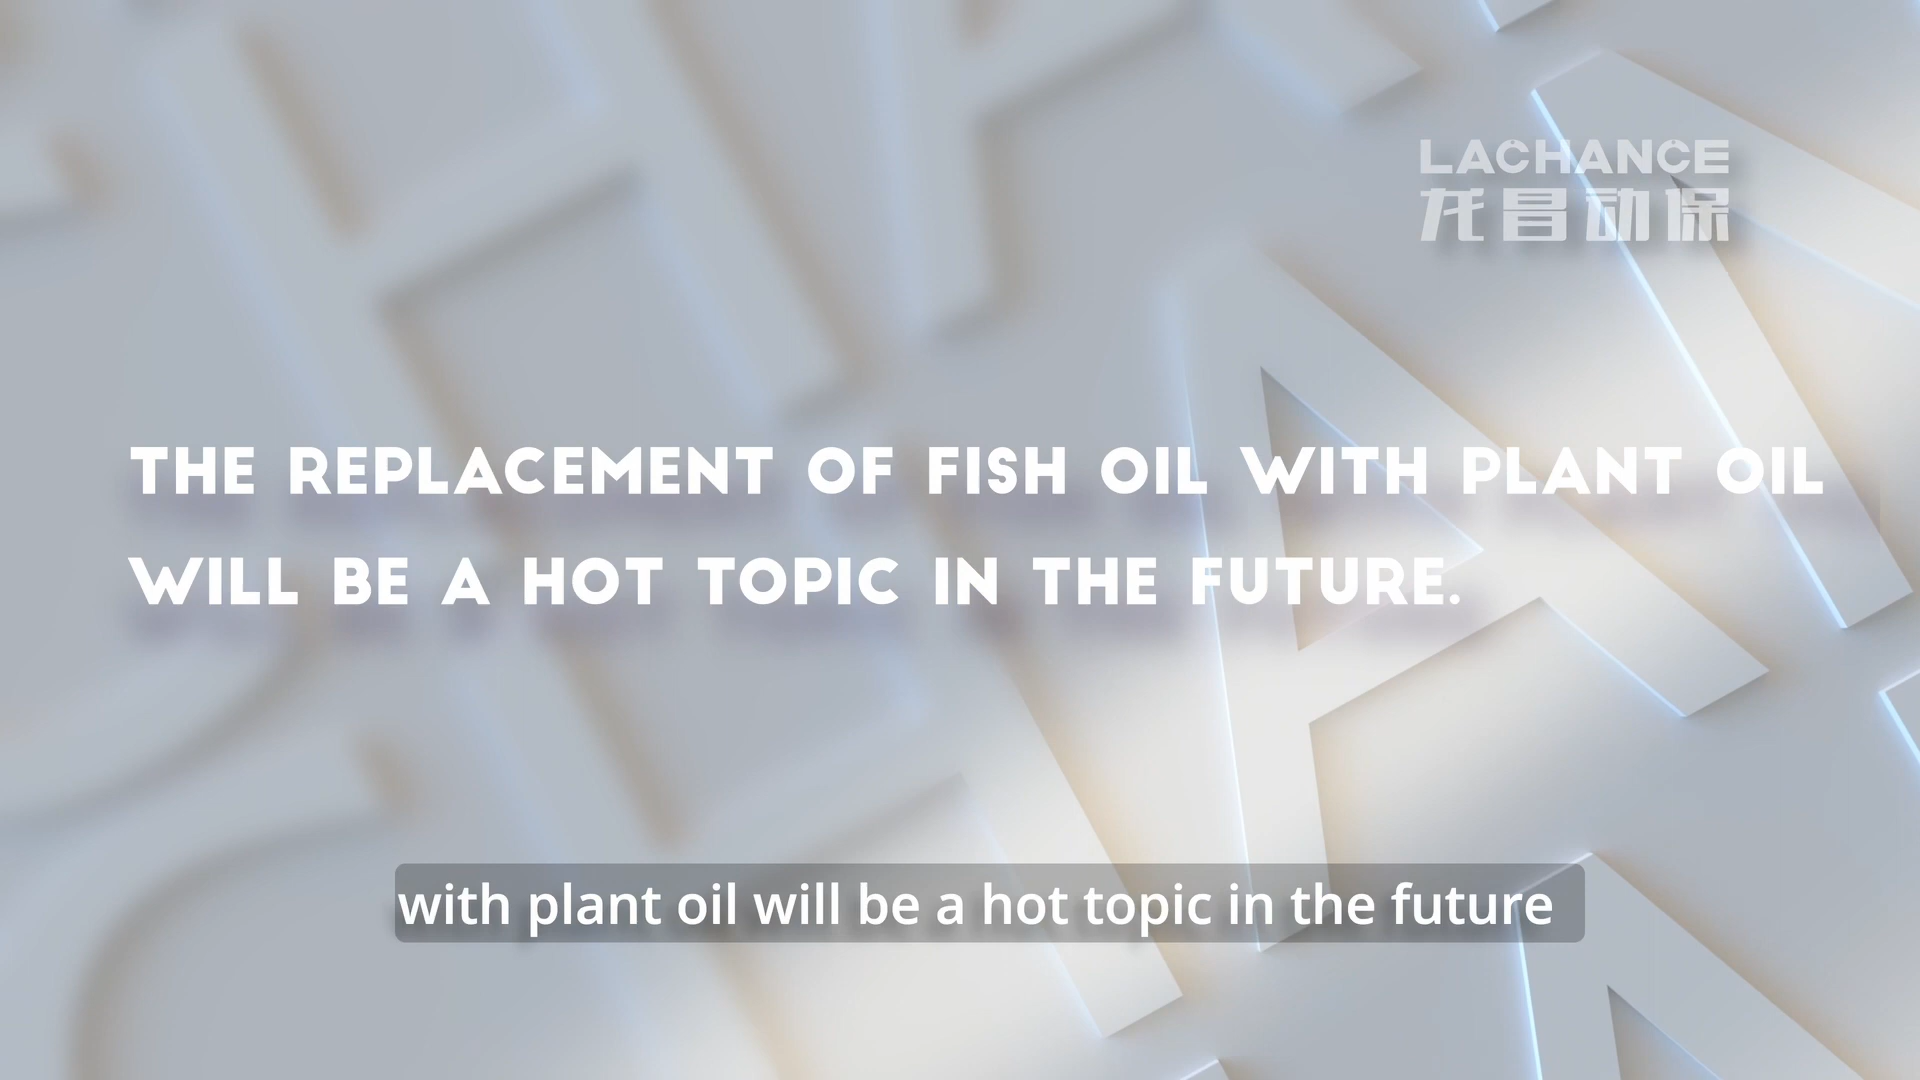 LACHANCE
龙昌动保
THE REPLACEMENT OF FISH OIL WITH PLANT OIL
WILL BE A HOT TOPIC IN THE FUTURE.
with plant oil will be a hot topic in the future